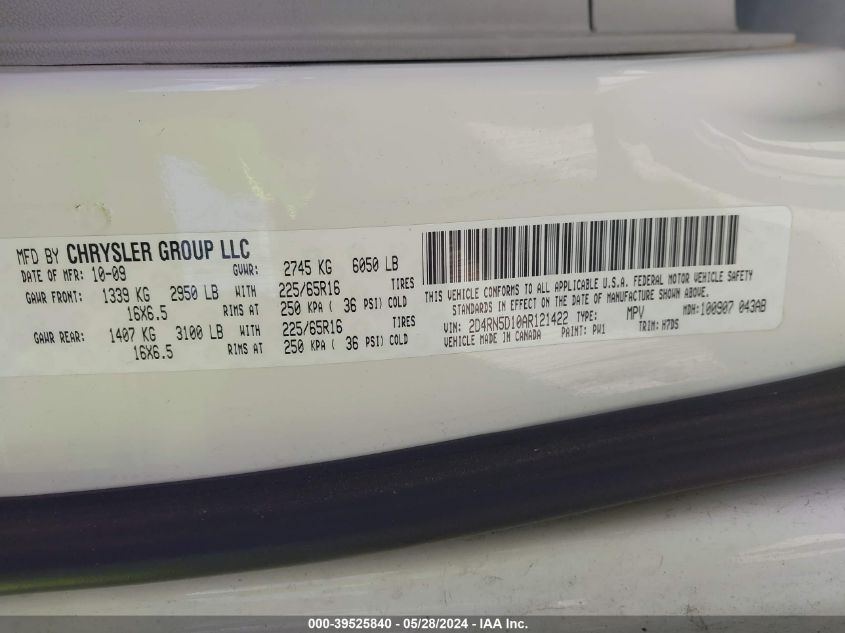 MFD BY CHRYSLER GROUP LLC
DATE OF MFR: 10-09 GVWR: 2745 KG 6050 LB
GAWR FRONT: 1339 KG 2950 LB WITH 225/65R16 TIRES
16X6.5 RIMS AT 250 KPA ( 36 PSI) COLD
GAWR REAR: 1407 KG 3100 LB WITH 225/65R16 TIRES
16X6.5 RIMS AT 250 KPA ( 36 PSI) COLD
THIS VEHICLE CONFORMS TO ALL APPLICABLE U.S.A. FEDERAL MOTOR VEHICLE SAFETY
STANDARDS IN EFFECT ON THE DATE OF MANUFACTURE SHOWN ABOVE.
VIN: 2D4RN5D10AR121422 TYPE: MPV MDH:100907 043AB
VEHICLE MADE IN CANADA PAINT: PW1 TRIM: H7DS
000-39525840 - 05/28/2024 - IAA Inc.